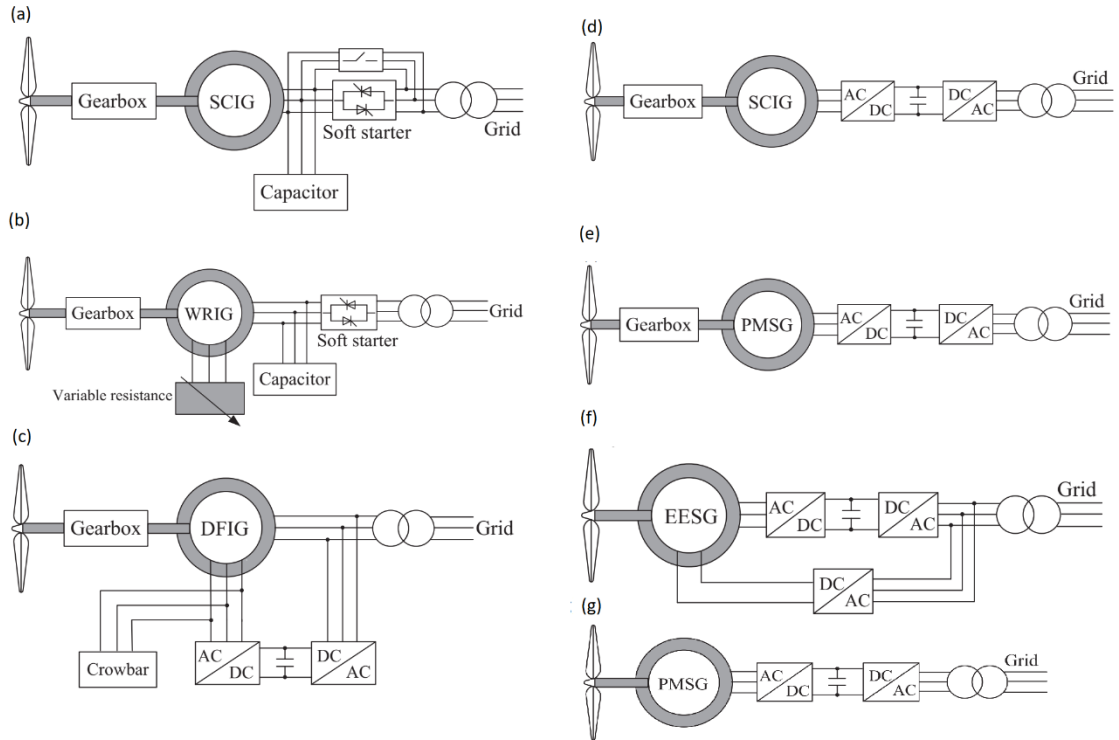 (a)
Gearbox
SCIG
Soft starter
Grid
Capacitor
(b)
Gearbox
WRIG
Soft starter
Grid
Capacitor
Variable resistance
(c)
Gearbox
DFIG
Grid
Crowbar
AC
DC
DC
AC
(d)
Gearbox
SCIG
AC
DC
DC
AC
Grid
(e)
Gearbox
PMSG
AC
DC
DC
AC
Grid
(f)
EESG
AC
DC
DC
AC
Grid
DC
AC
(g)
PMSG
AC
DC
DC
AC
Grid